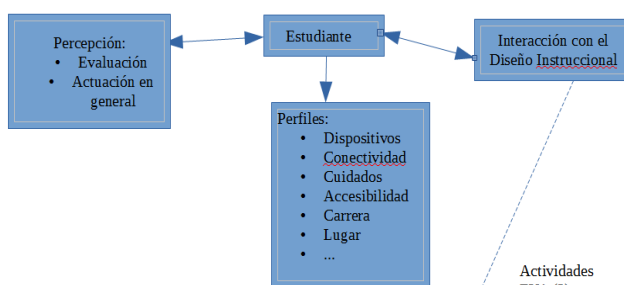 Percepción:
• Evaluación
• Actuación en
general
Estudiante
Interacción con el
Diseño Instruccional
Perfiles:
• Dispositivos
• Conectividad
• Cuidados
• Accesibilidad
• Carrera
• Lugar
• ...
Actividades